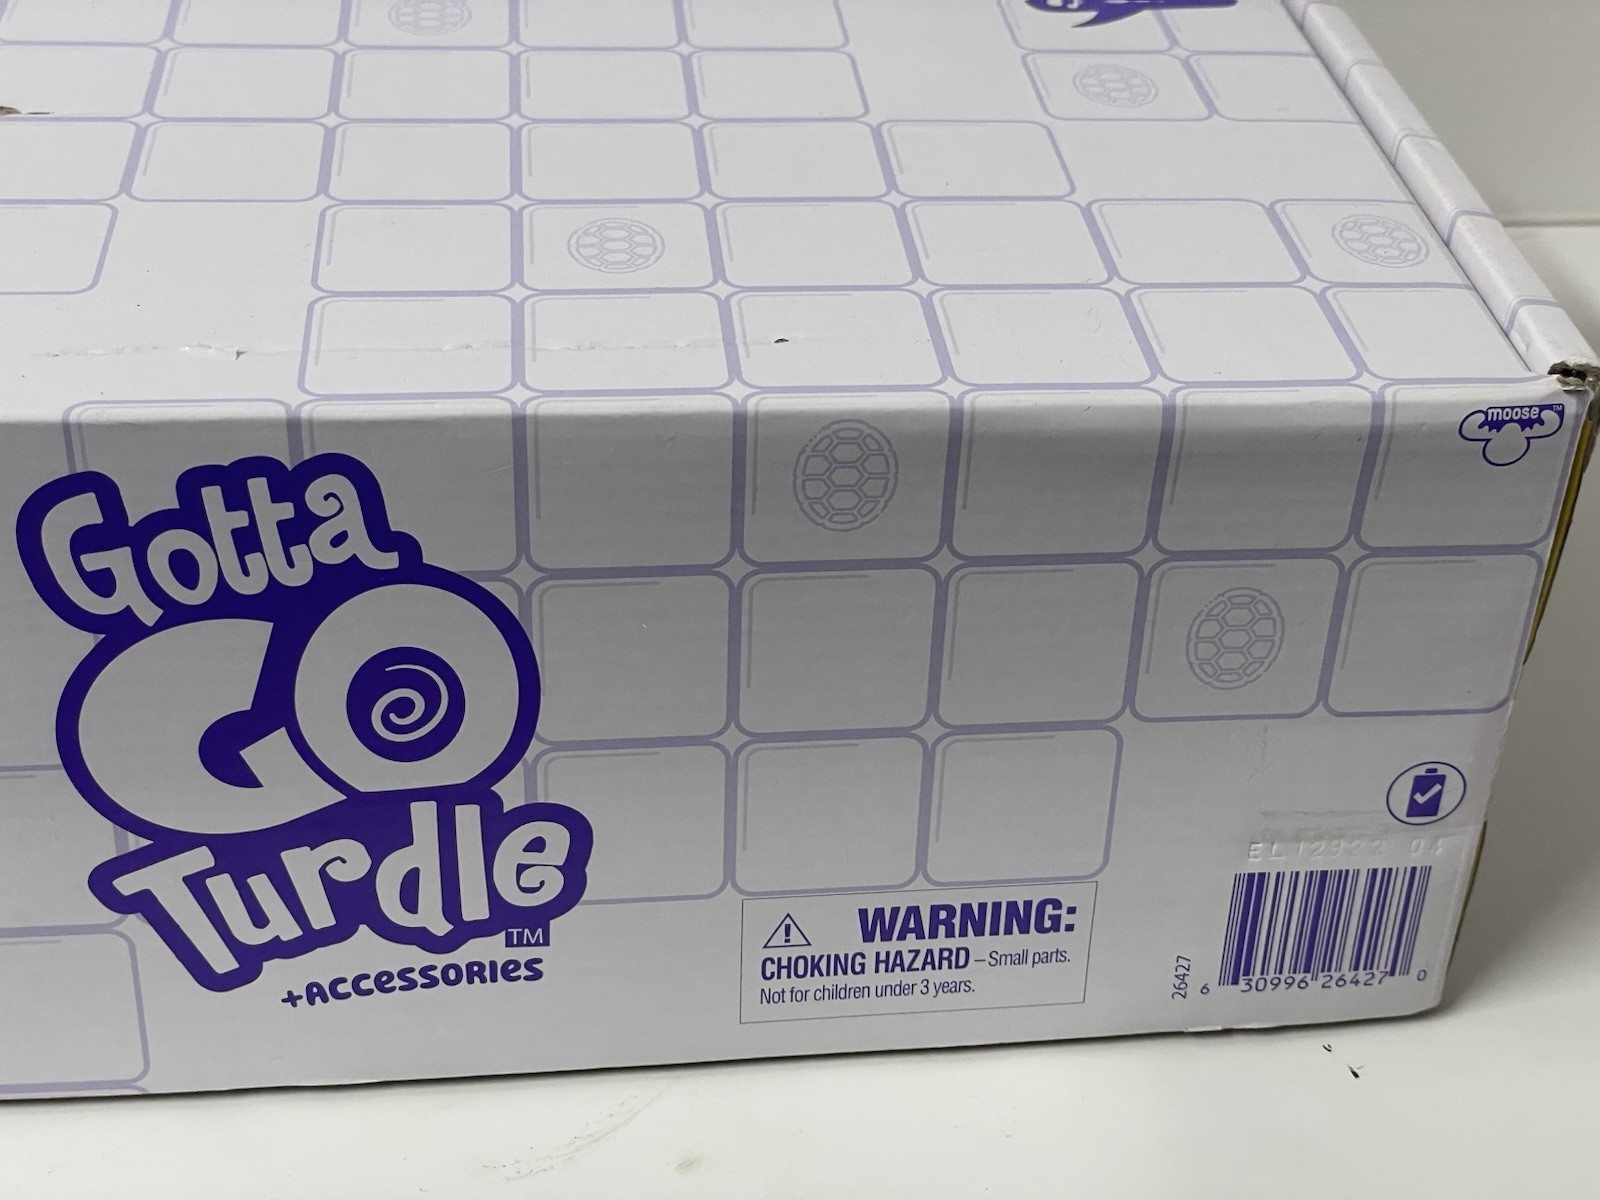 moose™
Gotta
GO
Turdle
TM
+ACCESSORIES
WARNING:
CHOKING HAZARD – Small parts.
Not for children under 3 years.
26427
6 30996 26427 0